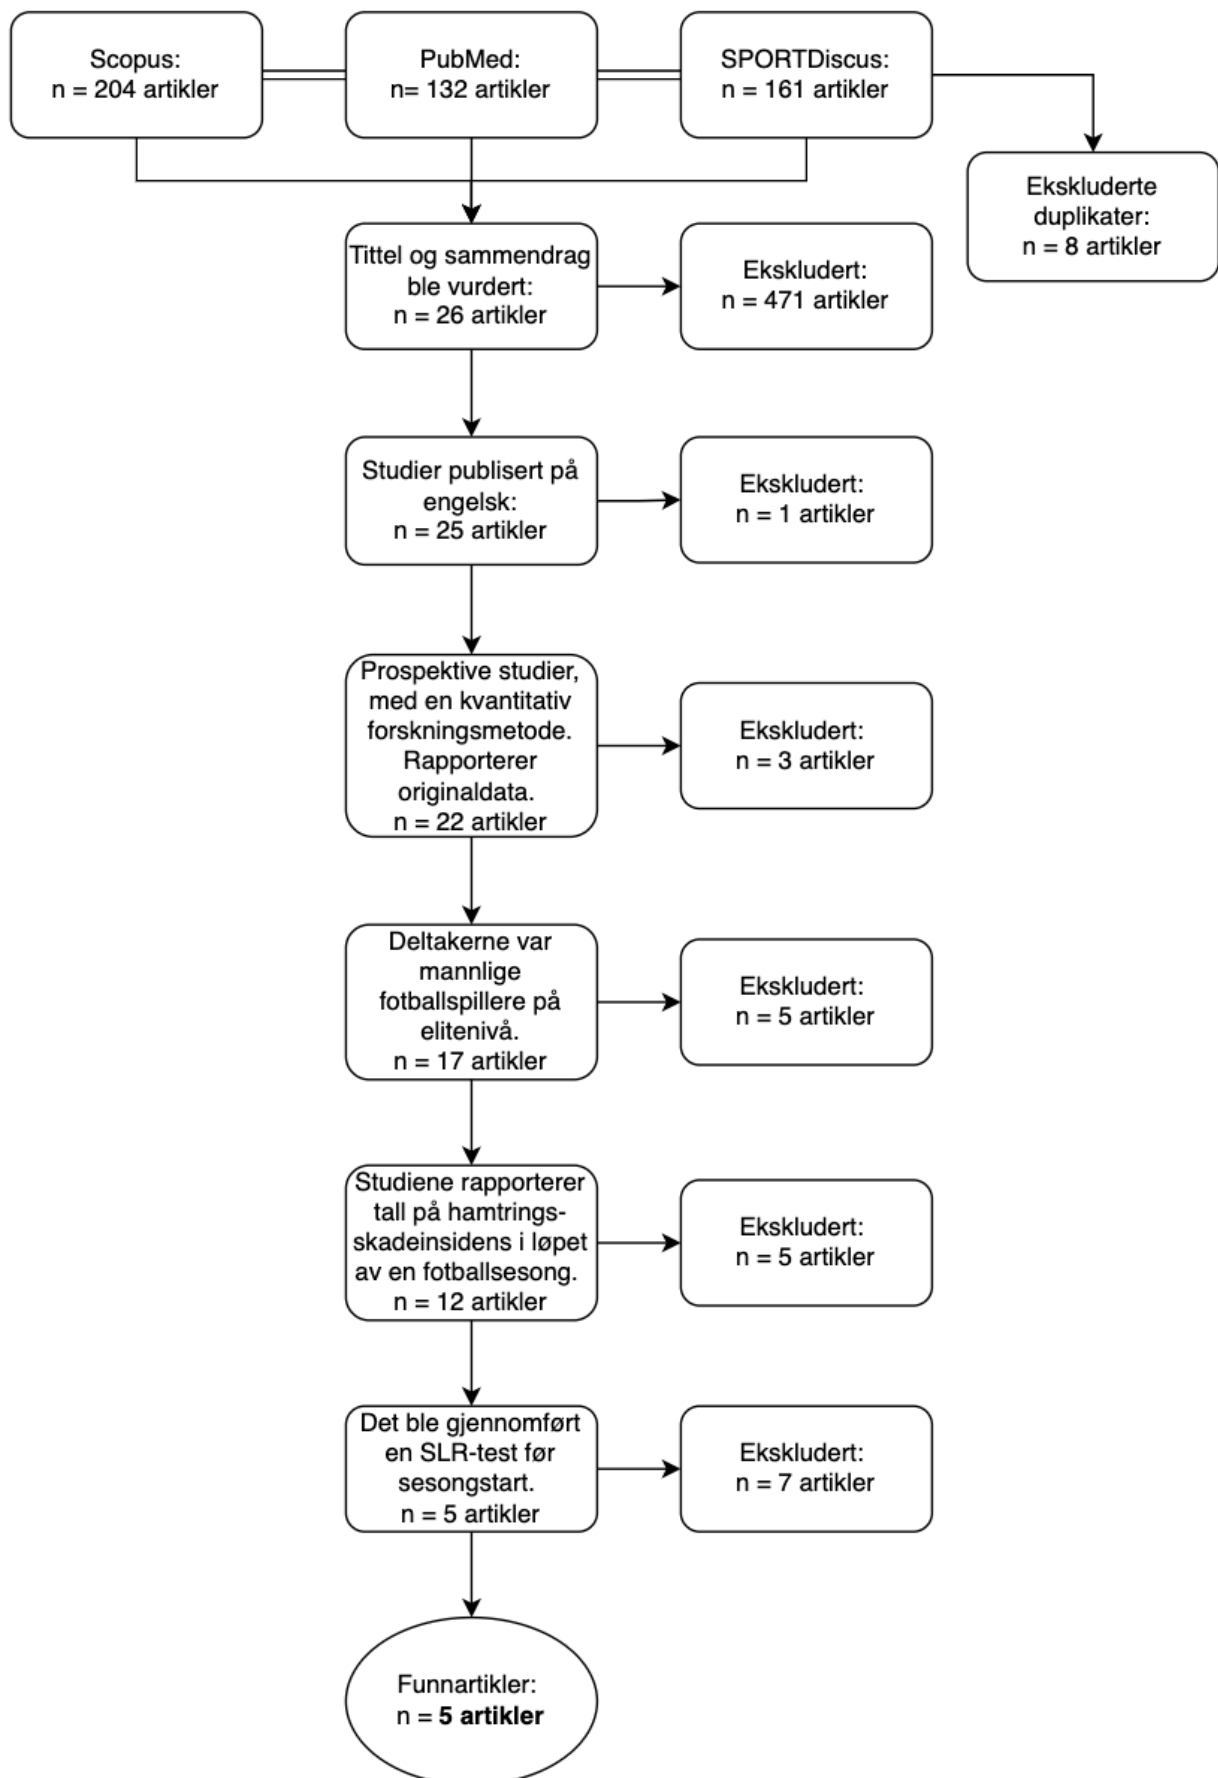 Scopus:
n = 204 artikler
PubMed:
n= 132 artikler
SPORTDiscus:
n = 161 artikler
Ekskluderte
duplikater:
n = 8 artikler
Tittel og sammendrag
ble vurdert:
n = 26 artikler
Ekskludert:
n = 471 artikler
Studier publisert på
engelsk:
n = 25 artikler
Ekskludert:
n = 1 artikler
Prospektive studier,
med en kvantitativ
forskningsmetode.
Rapporterer
originaldata.
n = 22 artikler
Ekskludert:
n = 3 artikler
Deltakerne var
mannlige
fotballspillere på
elitenivå.
n = 17 artikler
Ekskludert:
n = 5 artikler
Studiene rapporterer
tall på hamtrings-
skadeinsidens i løpet
av en fotballsesong.
n = 12 artikler
Ekskludert:
n = 5 artikler
Det ble gjennomført
en SLR-test før
sesongstart.
n = 5 artikler
Ekskludert:
n = 7 artikler
Funnartikler:
n = 5 artikler